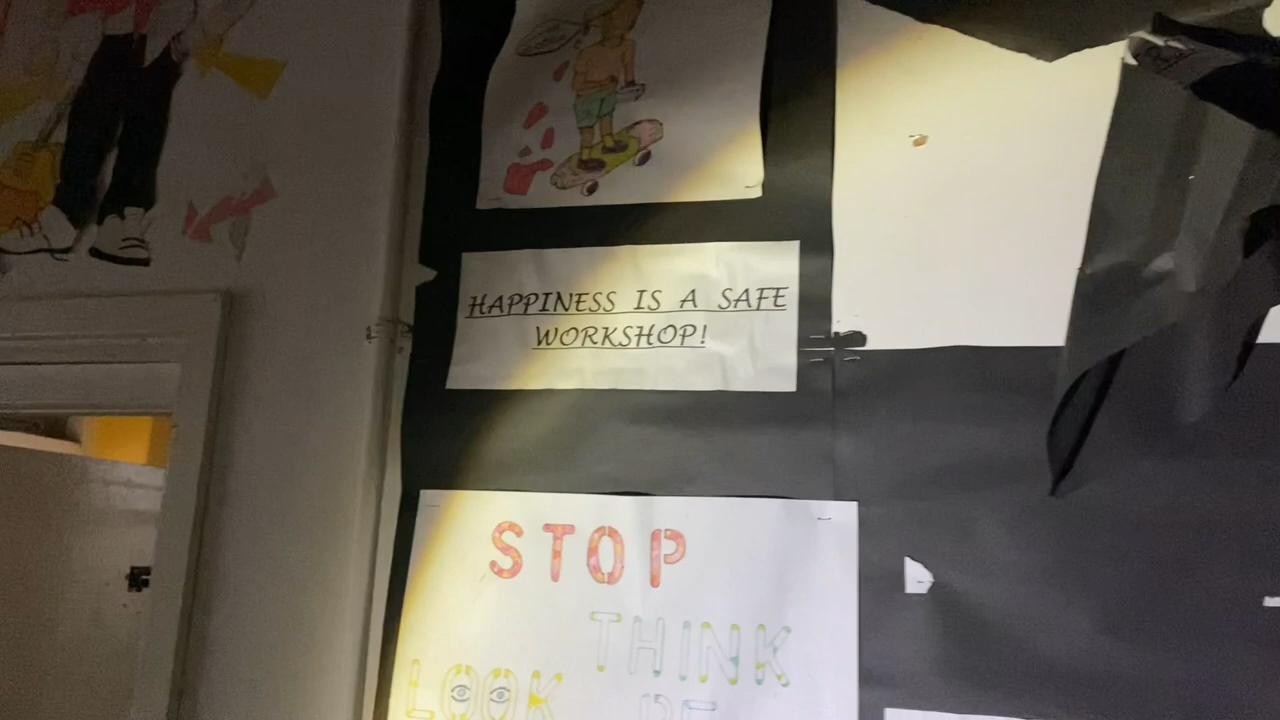 HAPPINESS IS A SAFE
WORKSHOP!
STOP
THINK
LOOK